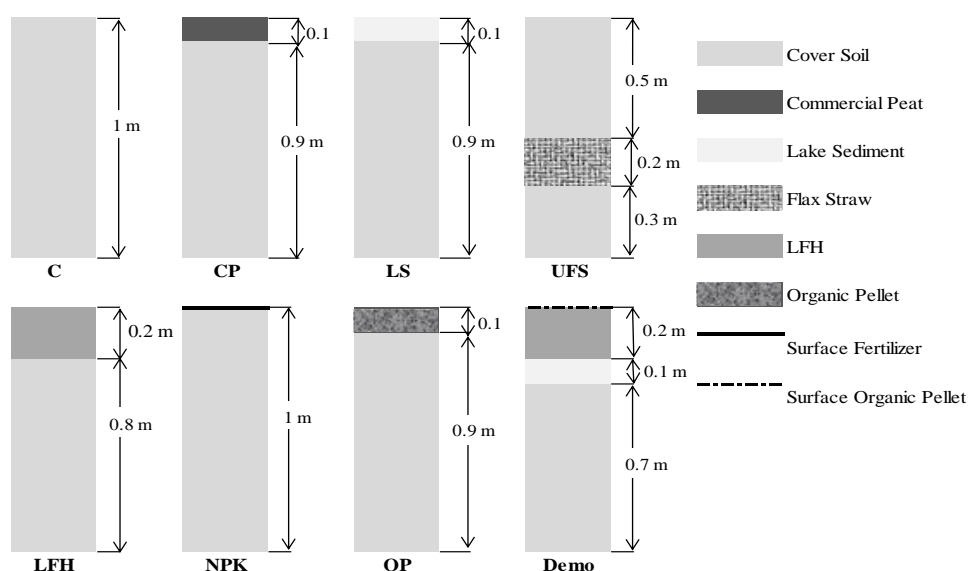 1 m
C
0.1
0.9 m
CP
0.1
0.9 m
LS
0.5 m
0.2 m
0.3 m
UFS
Cover Soil
Commercial Peat
Lake Sediment
Flax Straw
LFH
Organic Pellet
Surface Fertilizer
Surface Organic Pellet
0.2 m
0.8 m
LFH
1 m
NPK
0.1
0.9 m
OP
0.2 m
0.1 m
0.7 m
Demo